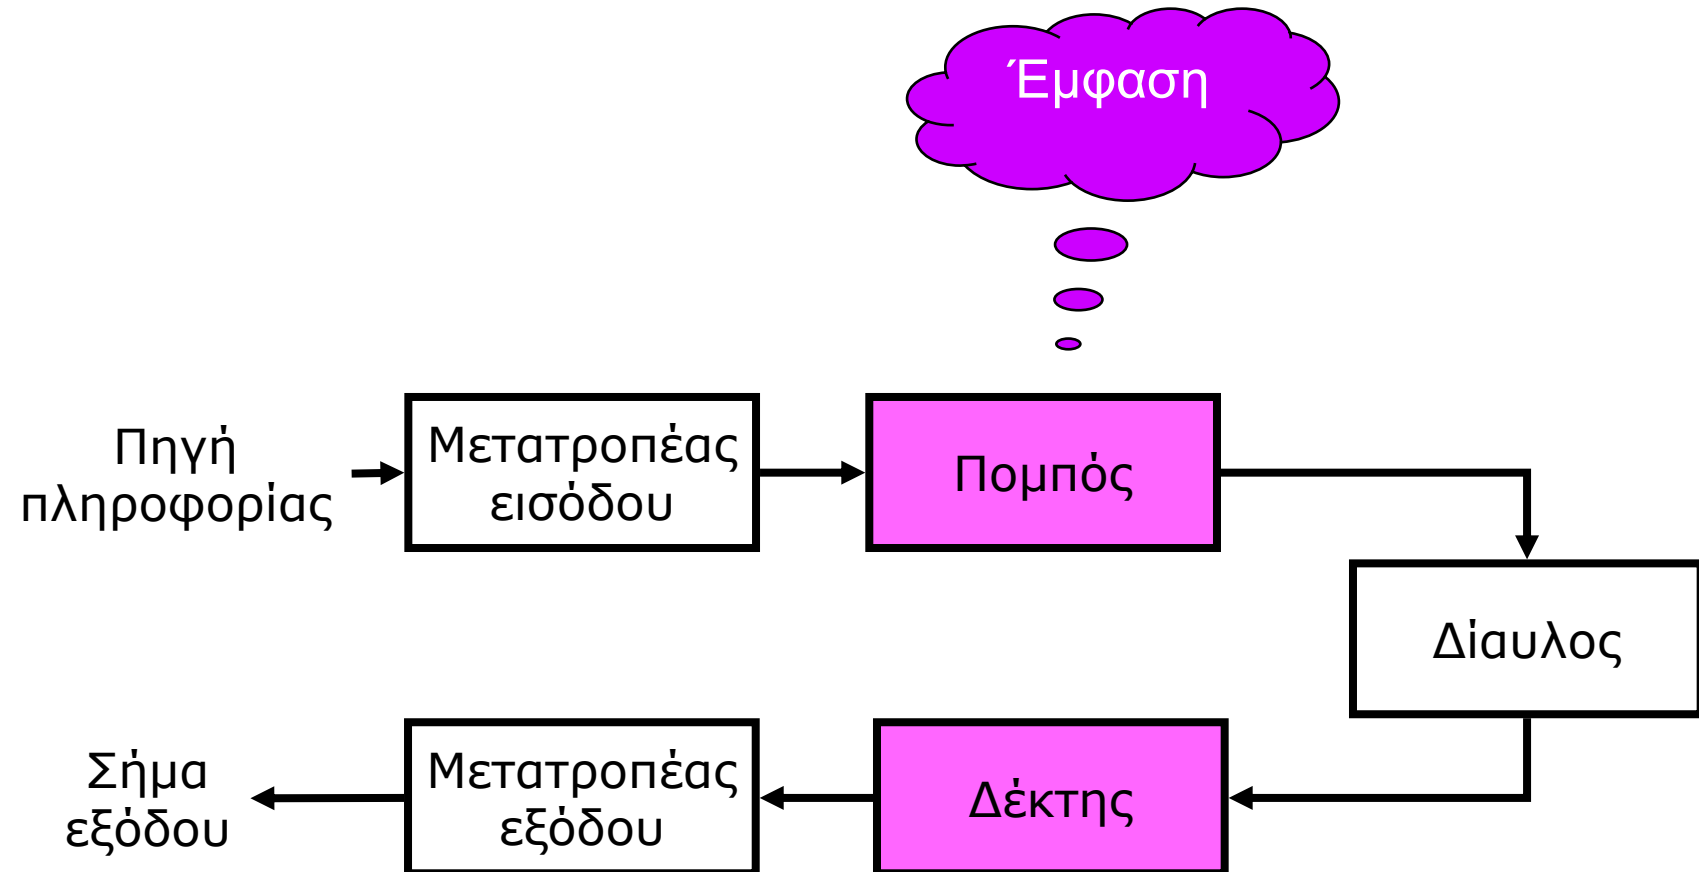 Έμφαση
Πηγή
πληροφορίας
Μετατροπέας
εισόδου
Πομπός
Δίαυλος
Σήμα
εξόδου
Μετατροπέας
εξόδου
Δέκτης